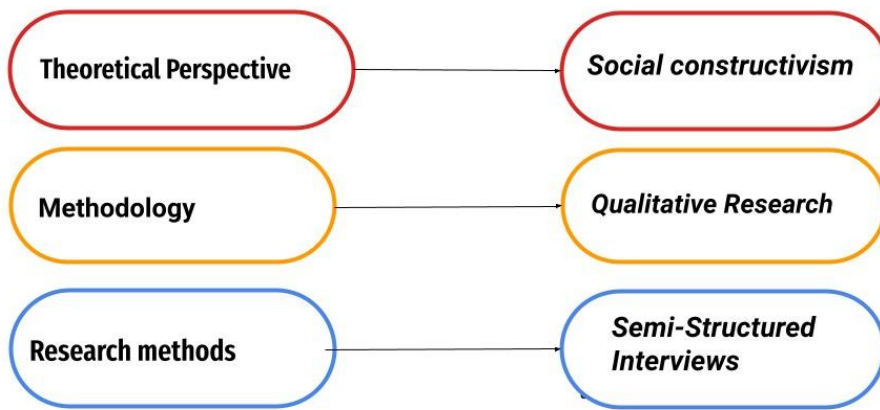 Theoretical Perspective
Social constructivism
Methodology
Qualitative Research
Research methods
Semi-Structured
Interviews